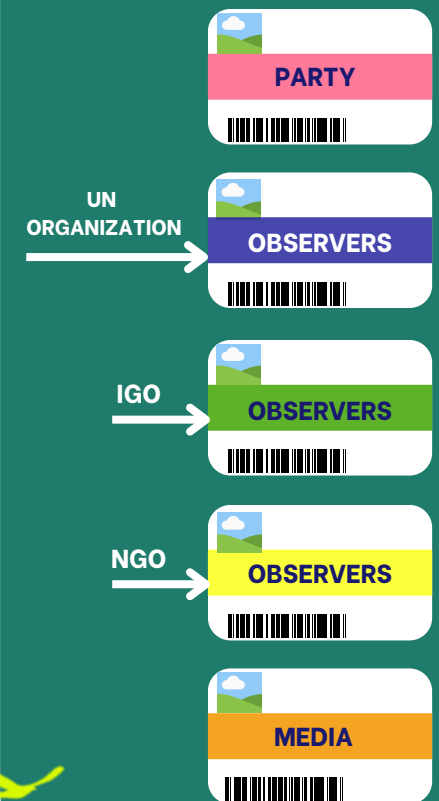 PARTY
UN
ORGANIZATION
OBSERVERS
IGO
OBSERVERS
NGO
OBSERVERS
MEDIA